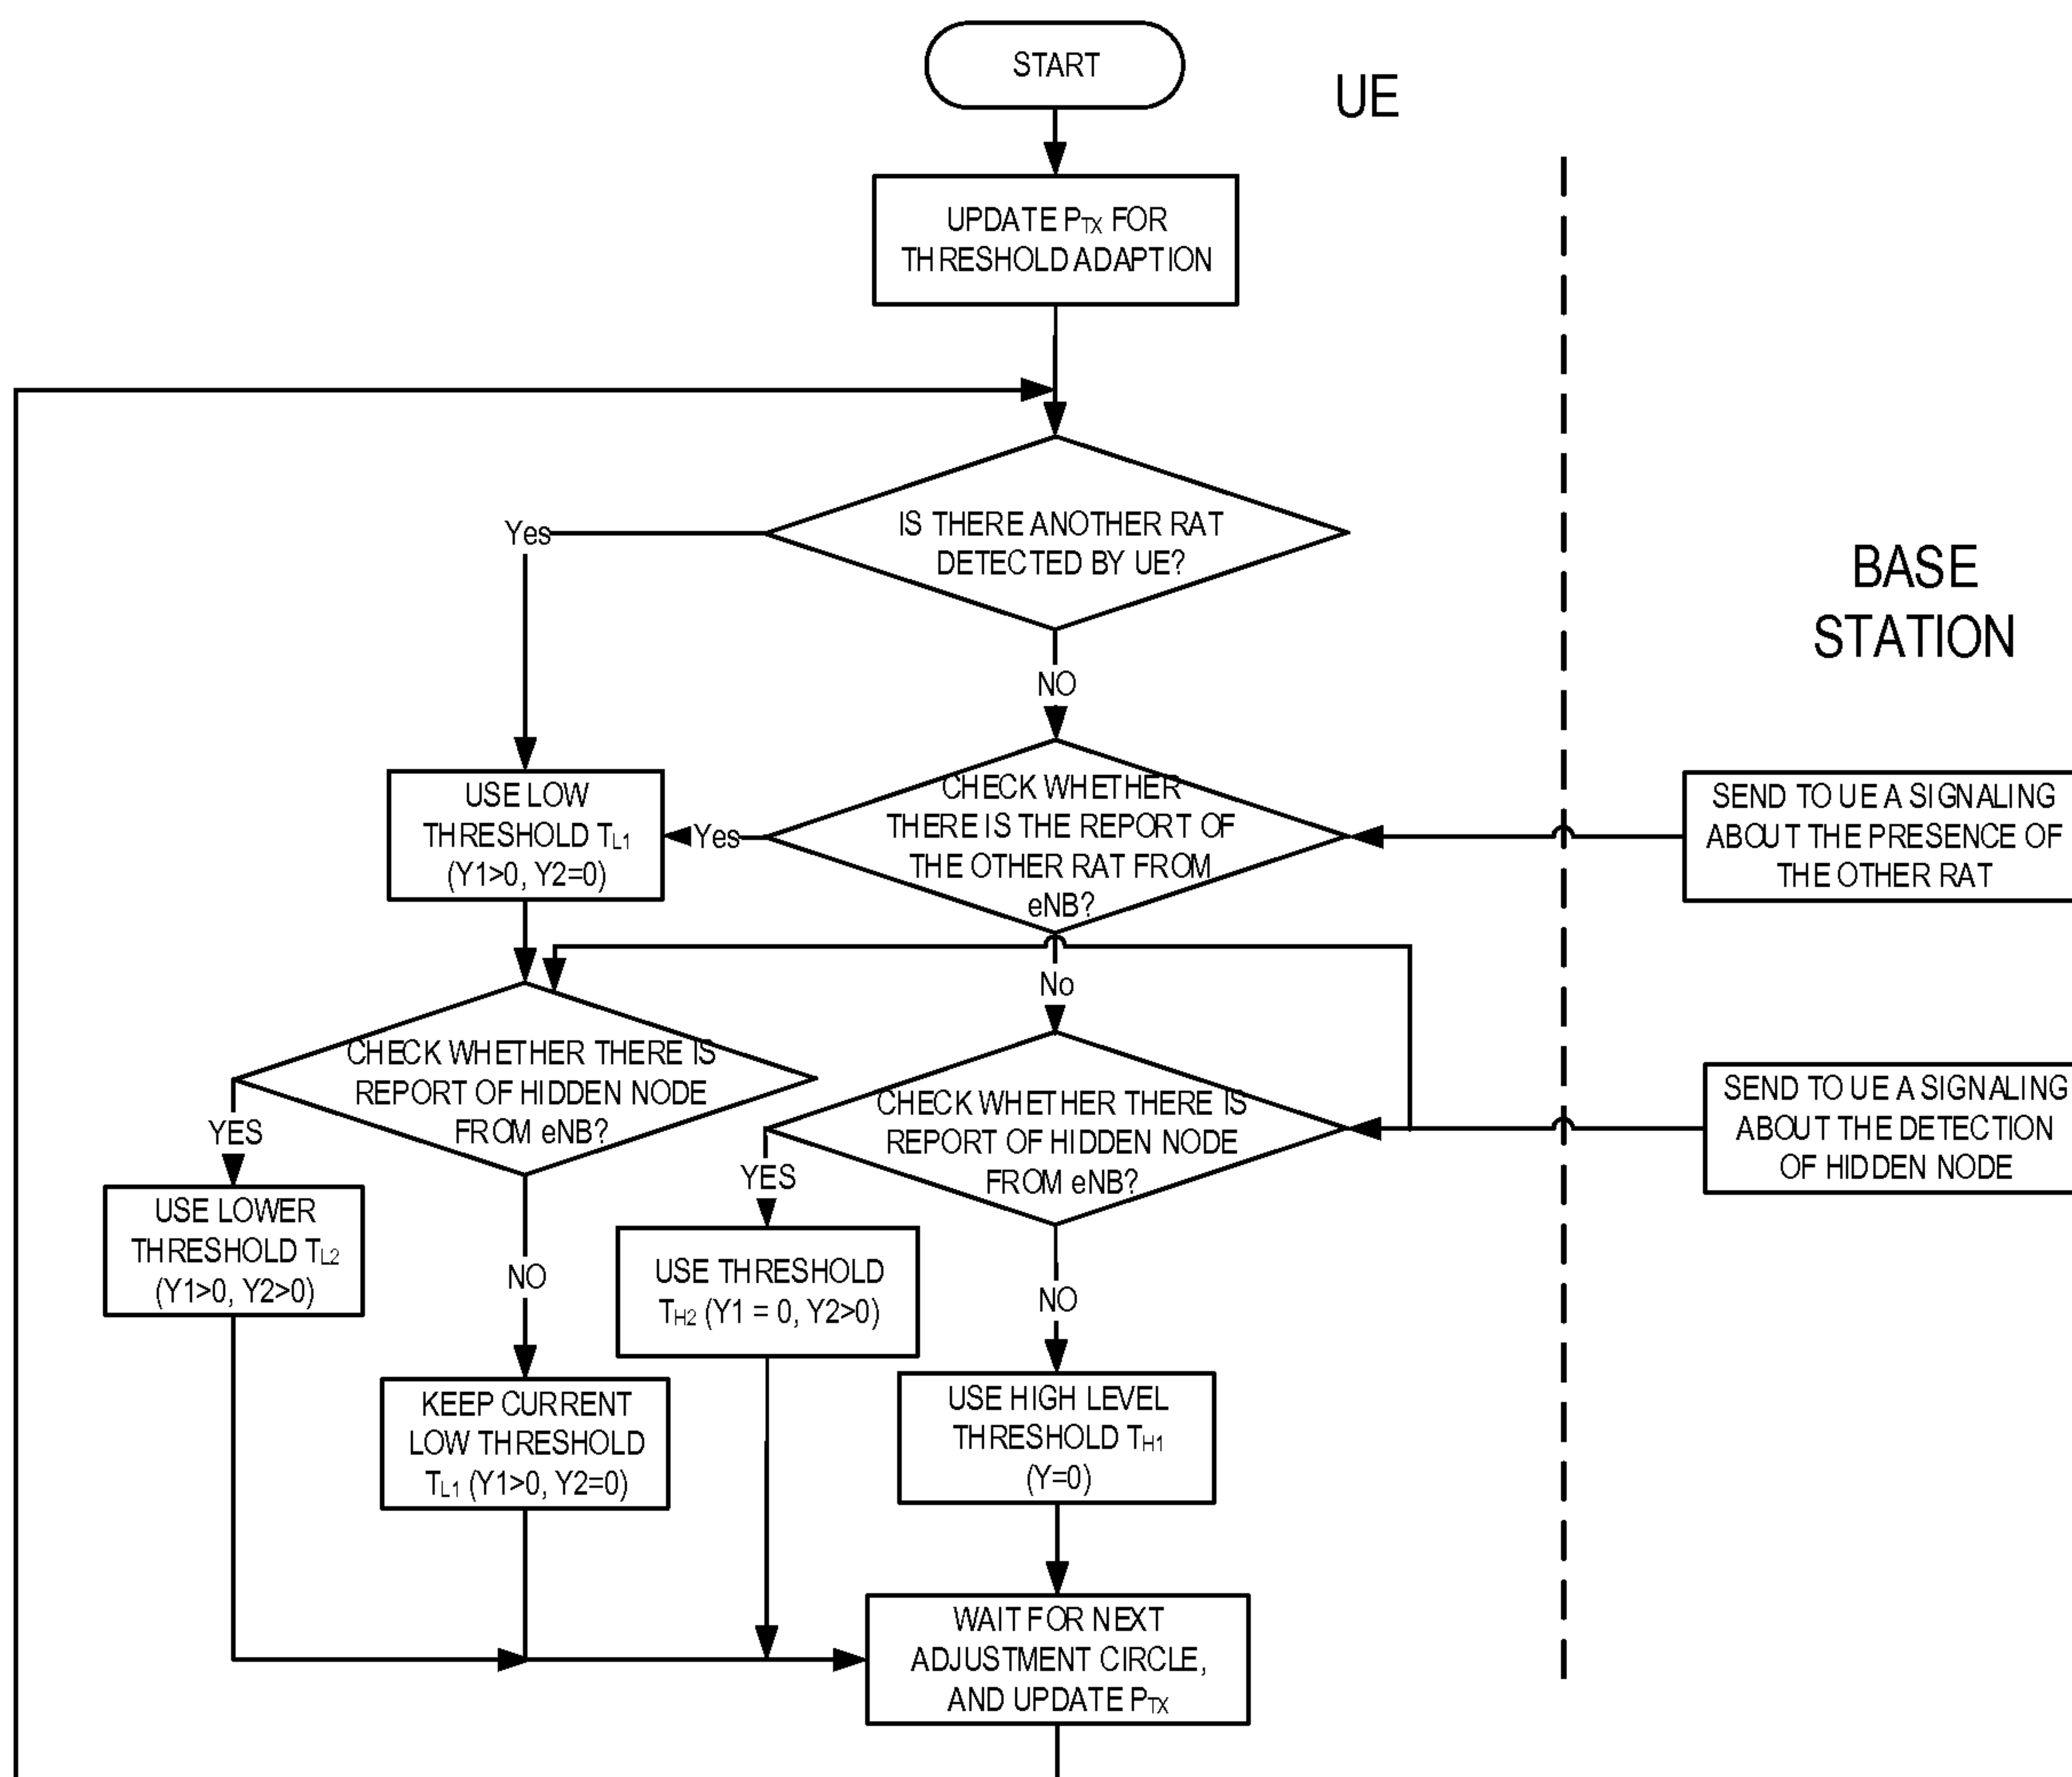 START
UE
UPDATE PTX FOR
THRESHOLD ADAPTION
IS THERE ANOTHER RAT
DETECTED BY UE?
Yes
NO
BASE
STATION
USE LOW
THRESHOLD TL1
(Y1>0, Y2=0)
Yes
CHECK WHETHER
THERE IS THE REPORT OF
THE OTHER RAT FROM
eNB?
SEND TO UE A SIGNALING
ABOUT THE PRESENCE OF
THE OTHER RAT
No
CHECK WHETHER THERE IS
REPORT OF HIDDEN NODE
FROM eNB?
CHECK WHETHER THERE IS
REPORT OF HIDDEN NODE
FROM eNB?
SEND TO UE A SIGNALING
ABOUT THE DETECTION
OF HIDDEN NODE
YES
YES
USE LOWER
THRESHOLD TL2
(Y1>0, Y2>0)
NO
USE THRESHOLD
TH2 (Y1 = 0, Y2>0)
NO
KEEP CURRENT
LOW THRESHOLD
TL1 (Y1>0, Y2=0)
USE HIGH LEVEL
THRESHOLD TH1
(Y=0)
WAIT FOR NEXT
ADJUSTMENT CIRCLE,
AND UPDATE PTX